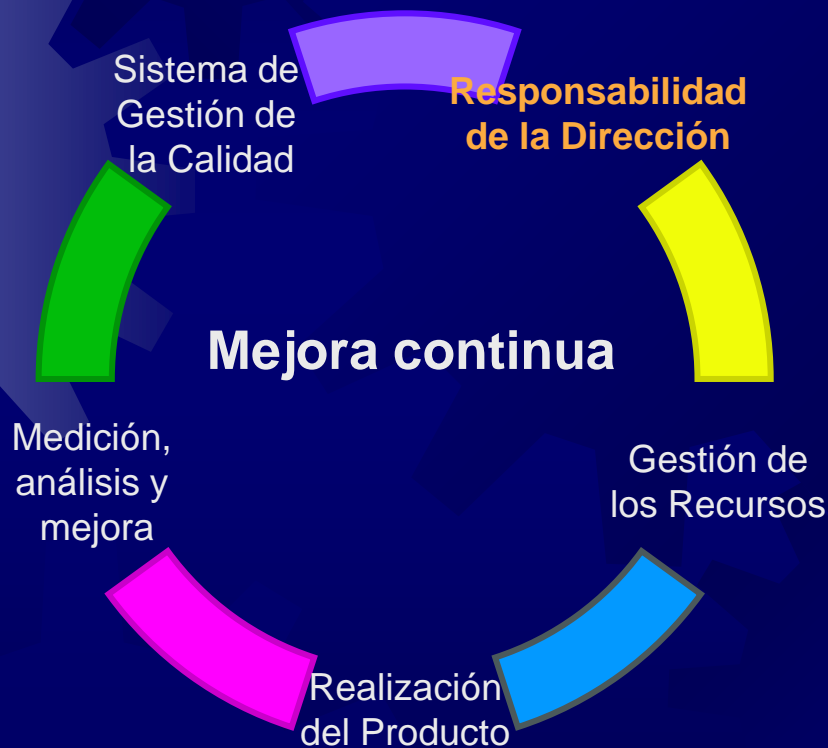 Sistema de
Gestión de
la Calidad
Responsabilidad
de la Dirección
Mejora continua
Medición,
análisis y
mejora
Gestión de
los Recursos
Realización
del Producto